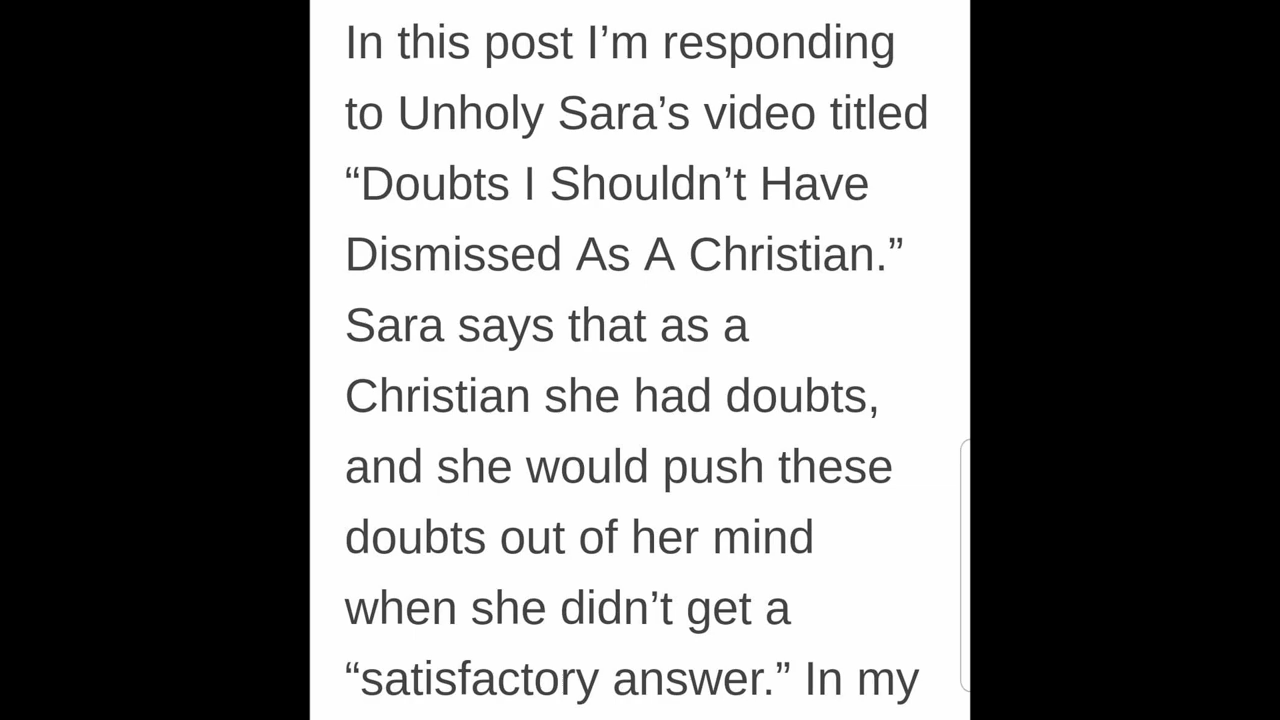 In this post I’m responding
to Unholy Sara’s video titled
“Doubts I Shouldn’t Have
Dismissed As A Christian.”
Sara says that as a
Christian she had doubts,
and she would push these
doubts out of her mind
when she didn’t get a
“satisfactory answer.” In my